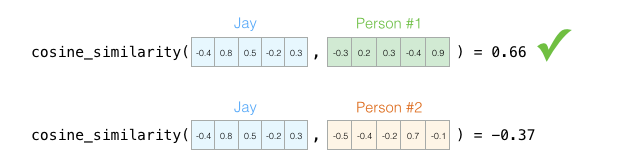 Jay Person #1
cosine_similarity( -0.4 0.8 0.5 -0.2 0.3 , -0.3 0.2 0.3 -0.4 0.9 ) = 0.66
Jay Person #2
cosine_similarity( -0.4 0.8 0.5 -0.2 0.3 , -0.5 -0.4 -0.2 0.7 -0.1 ) = -0.37